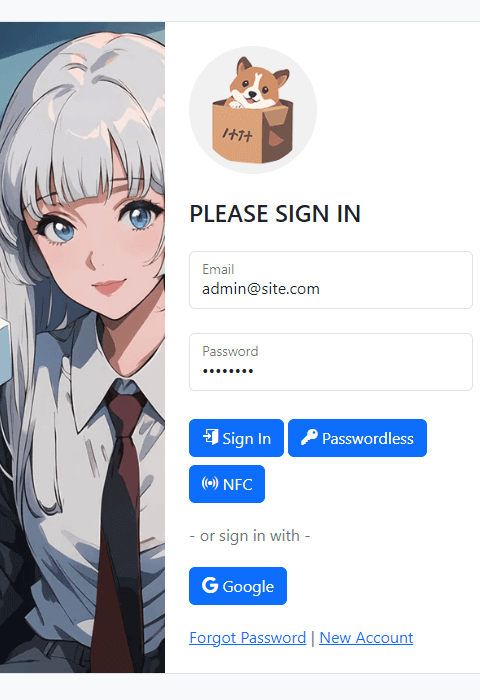 PLEASE SIGN IN
Email
admin@site.com
Password
••••••••
Sign In
Passwordless
NFC
- or sign in with -
Google
Forgot Password | New Account